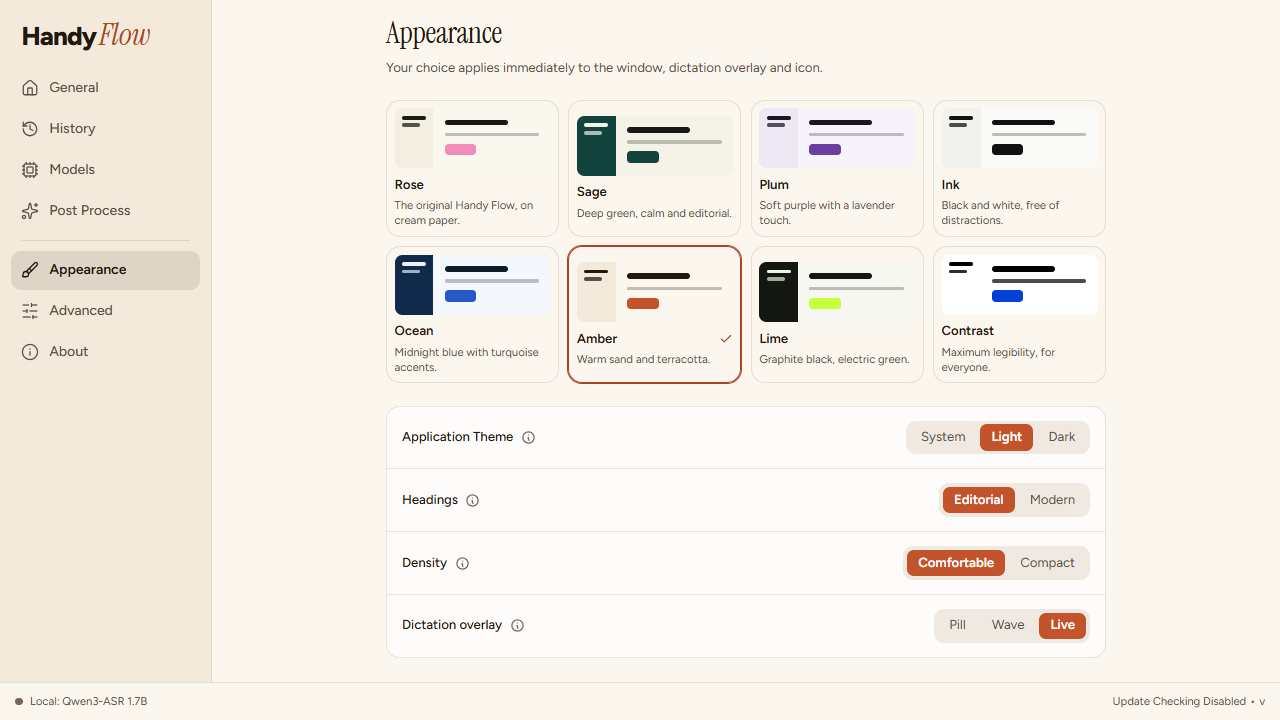 Handy Flow
General
History
Models
Post Process
Appearance
Advanced
About
Appearance
Your choice applies immediately to the window, dictation overlay and icon.
Rose
The original Handy Flow, on
cream paper.
Sage
Deep green, calm and editorial.
Plum
Soft purple with a lavender
touch.
Ink
Black and white, free of
distractions.
Ocean
Midnight blue with turquoise
accents.
Amber
Warm sand and terracotta.
Lime
Graphite black, electric green.
Contrast
Maximum legibility, for
everyone.
Application Theme
System Light Dark
Headings
Editorial Modern
Density
Comfortable Compact
Dictation overlay
Pill Wave Live
Local: Qwen3-ASR 1.7B
Update Checking Disabled • v